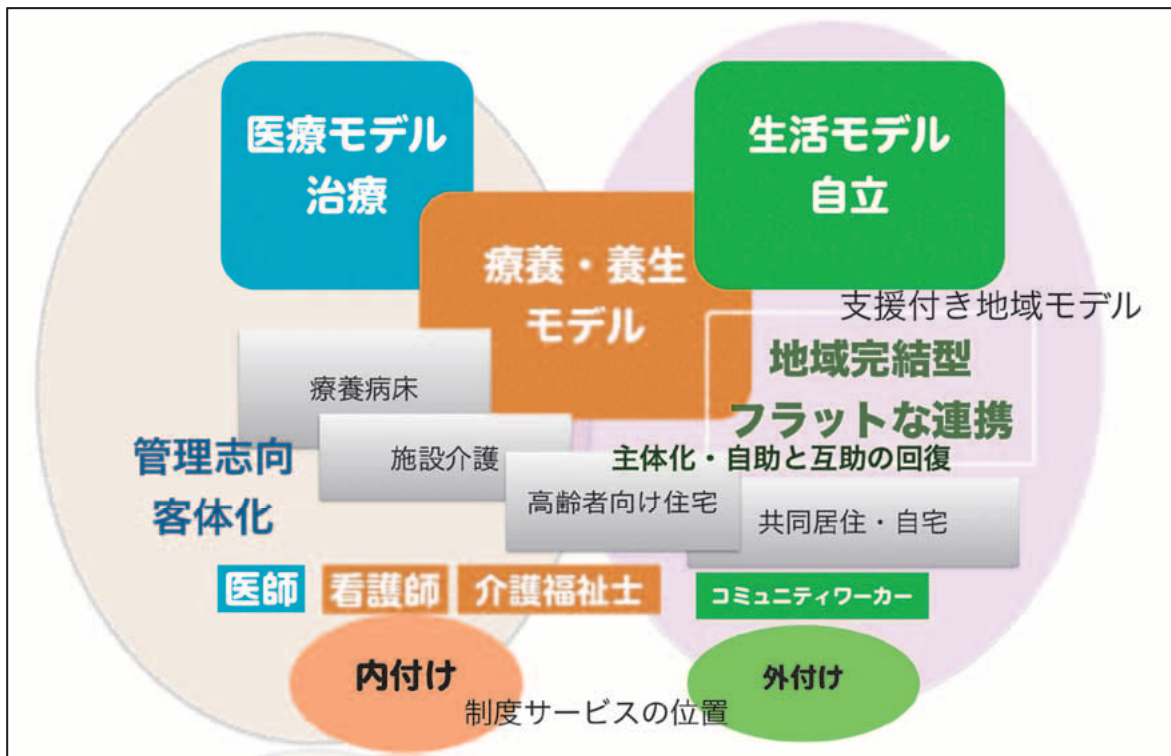 医療モデル
治療
生活モデル
自立
療養・養生
モデル
支援付き地域モデル
地域完結型
フラットな連携
主体化・自助と互助の回復
療養病床
施設介護
高齢者向け住宅
共同居住・自宅
管理志向
客体化
医師
看護師
介護福祉士
コミュニティワーカー
内付け
外付け
制度サービスの位置